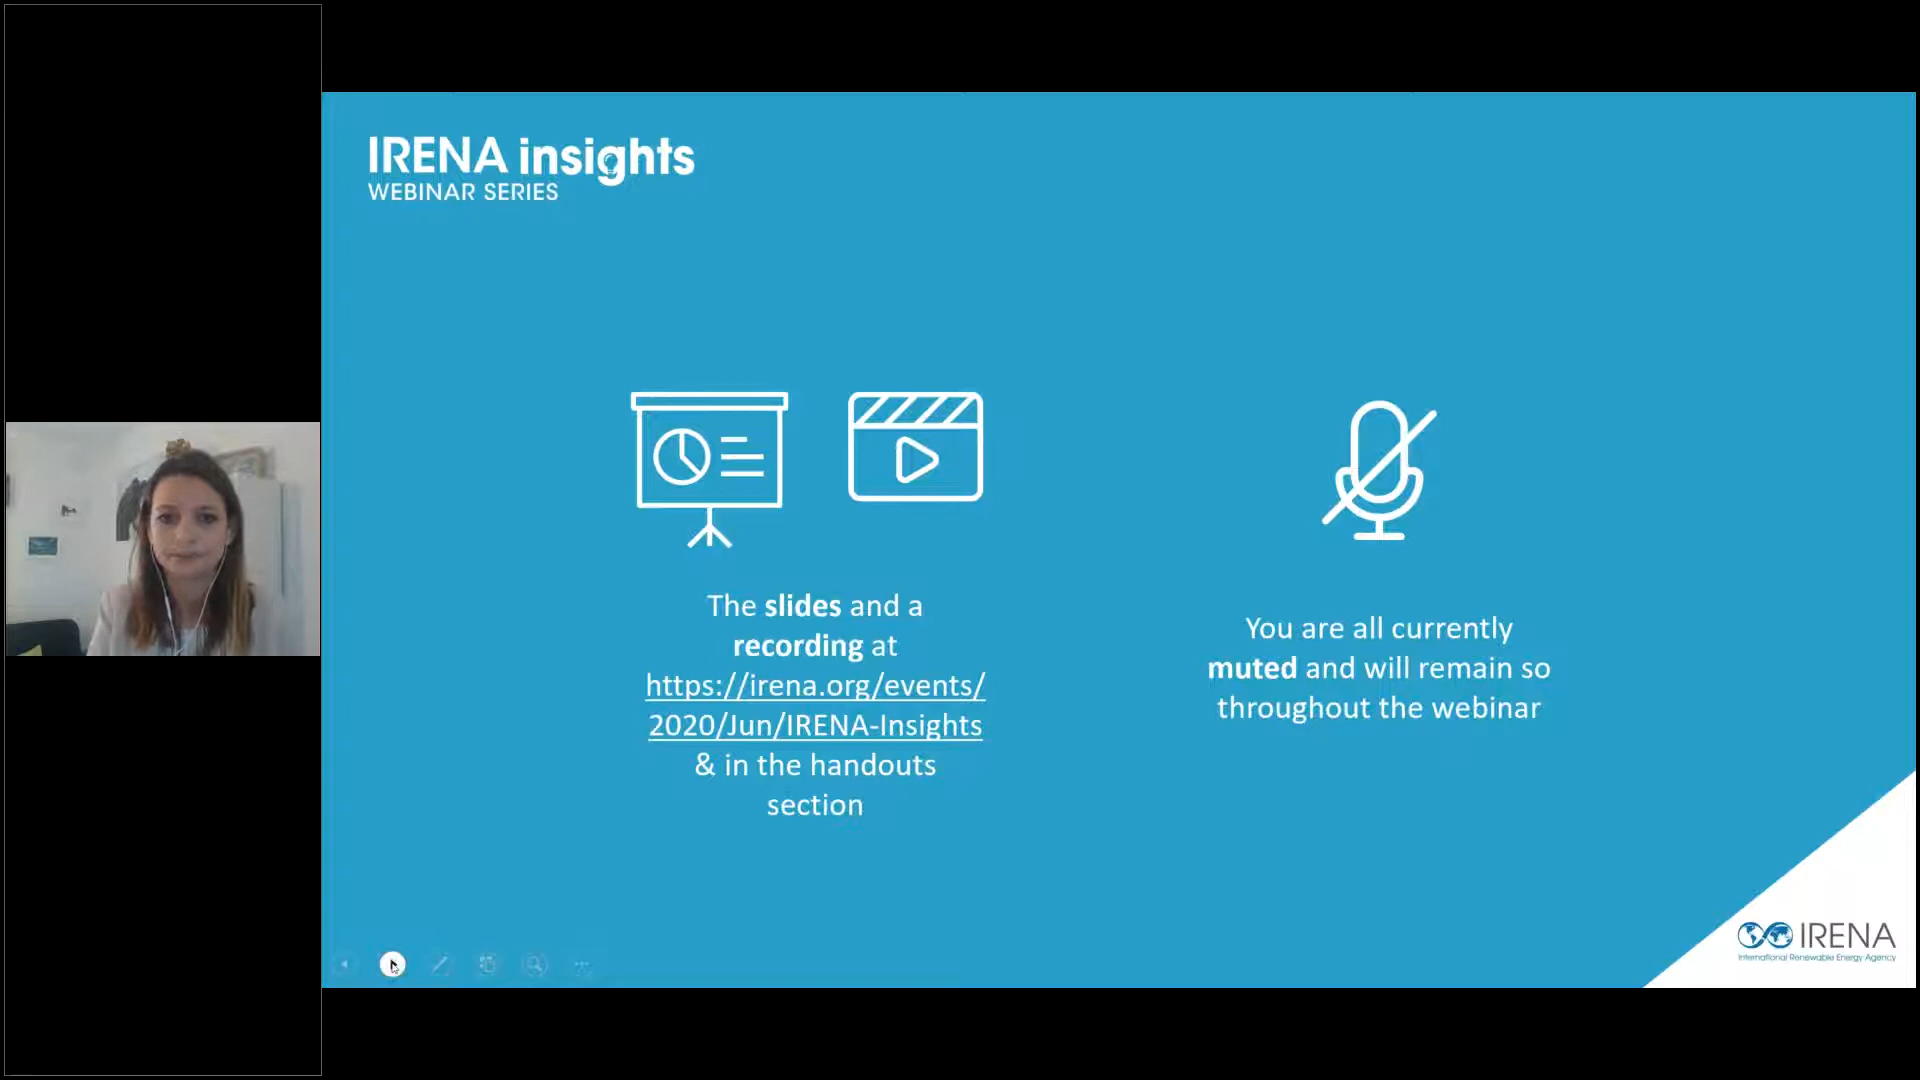 IRENA insights
WEBINAR SERIES
The slides and a
recording at
https://irena.org/events/
2020/Jun/IRENA-Insights
& in the handouts
section
You are all currently
muted and will remain so
throughout the webinar
IRENA
International Renewable Energy Agency